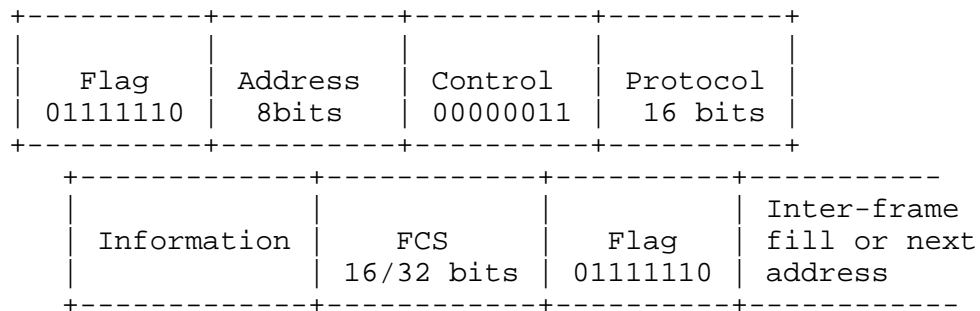 +----------+----------+----------+----------+
|          |          |          |          |
|   Flag   | Address  | Control  | Protocol |
| 01111110 |  8bits   | 00000011 |  16 bits |
+----------+----------+----------+----------+
+-------------+------------+----------+-----------
|             |            |          | Inter-frame
| Information |    FCS     |   Flag   | fill or next
|             | 16/32 bits | 01111110 | address
+-------------+------------+----------+------------